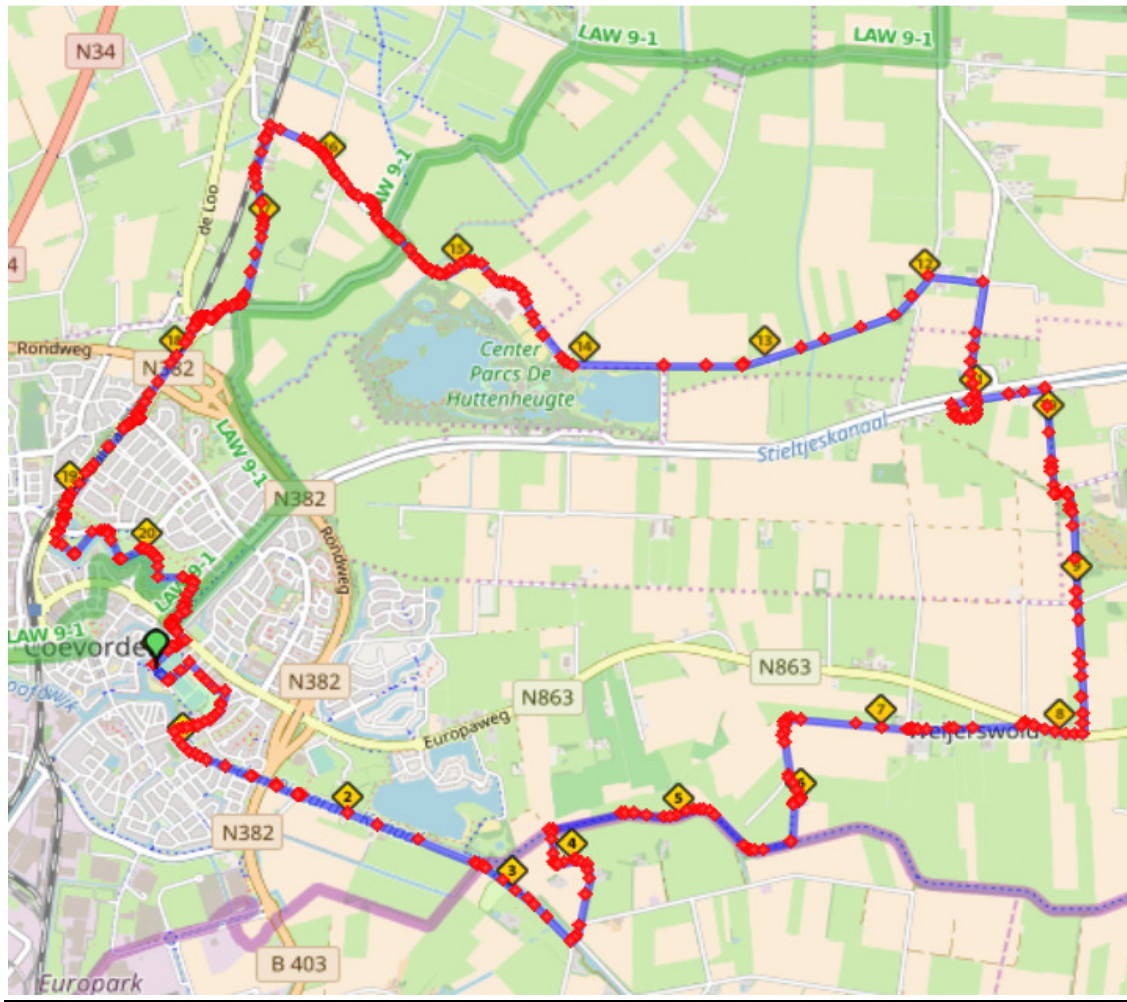 LAW 9-1
LAW 9-1
N34
16
LAW 9-1
de Loo
15
12
4
18
14
13
Rondweg
N382
Center
Parcs De
Huttenheugte
LAW 9-1
Stieltjeskanaal
19
N382
20
Rondweg
9
LAW 9-1
LAW 9-1
N863
N382
N863
8
7
Europaweg
2
5
N382
4
3
B 403
Europark